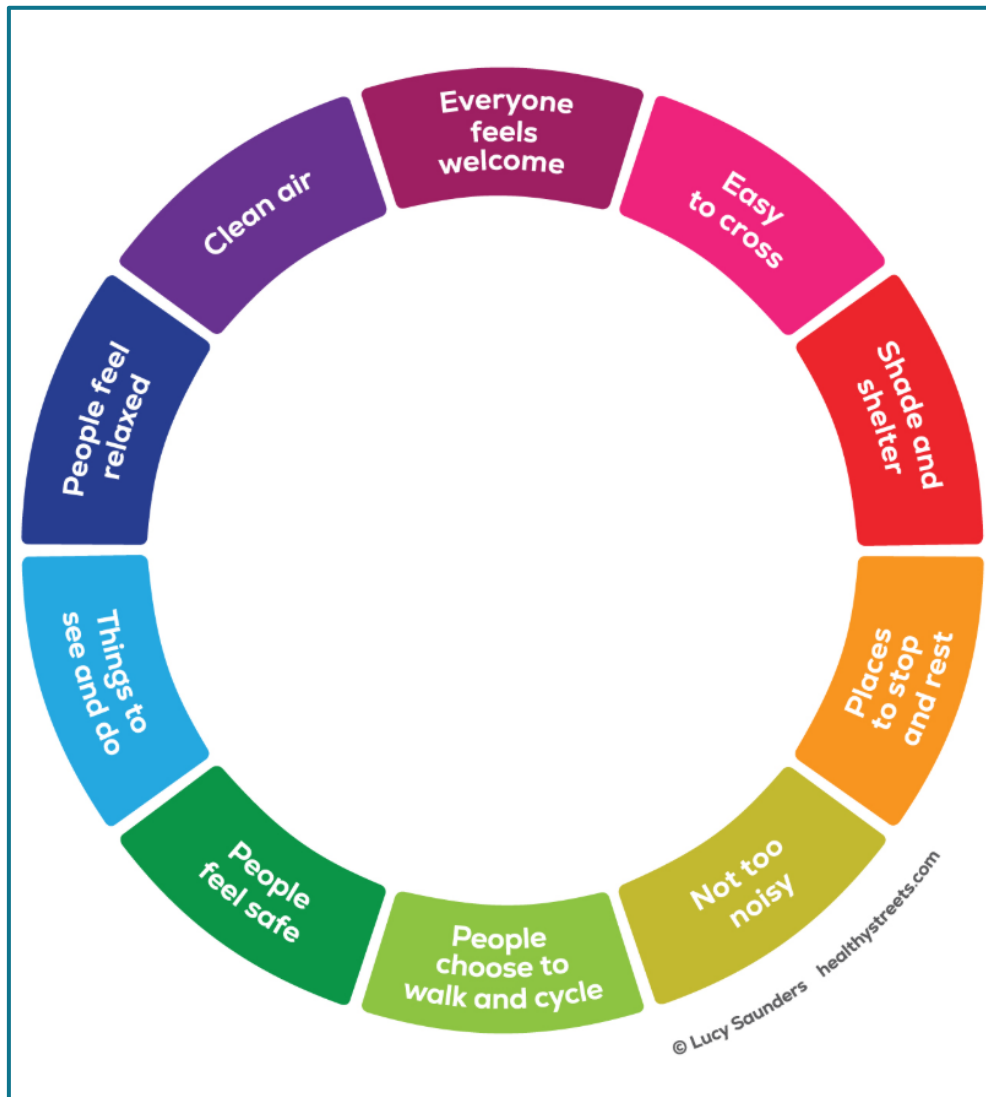 Everyone
feels
welcome
Easy
to cross
Shade and
shelter
Places
to stop
and rest
Not too
noisy
People
choose to
walk and cycle
People
feel safe
Things to
see and do
People feel
relaxed
Clean air
© Lucy Saunders healthystreets.com